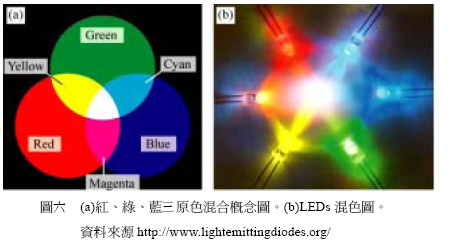 (a)
Green
Yellow
Cyan
Red
Blue
Magenta
(b)
圖六 (a)紅、綠、藍三原色混合概念圖。(b)LEDs 混色圖。
資料來源 http://www.lightemittingdiodes.org/